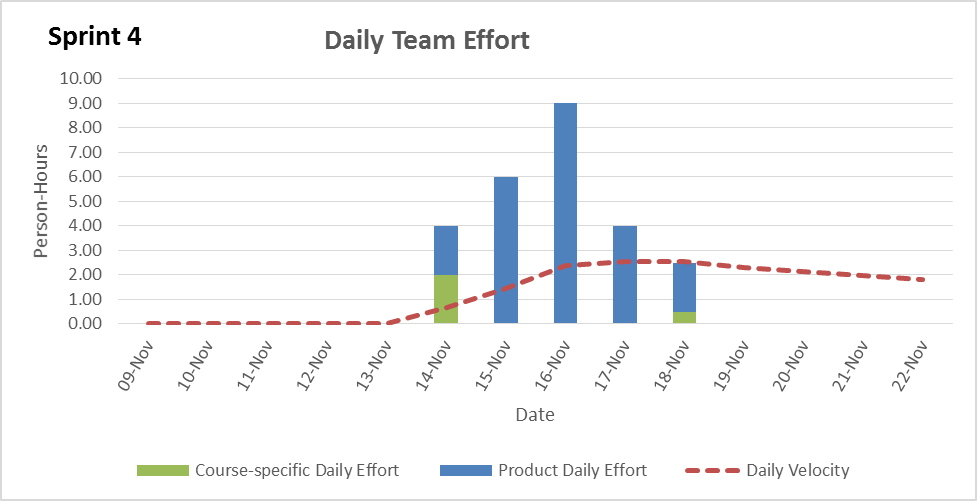 Sprint 4
Daily Team Effort
Person-Hours
10.00
9.00
8.00
7.00
6.00
5.00
4.00
3.00
2.00
1.00
0.00
09-Nov
10-Nov
11-Nov
12-Nov
13-Nov
14-Nov
15-Nov
16-Nov
17-Nov
18-Nov
19-Nov
20-Nov
21-Nov
22-Nov
Date
Course-specific Daily Effort
Product Daily Effort
Daily Velocity